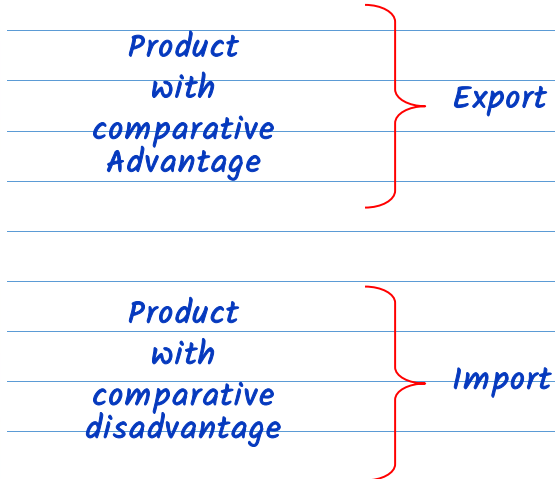 Product
with
comparative
Advantage
Export
Product
with
comparative
disadvantage
Import